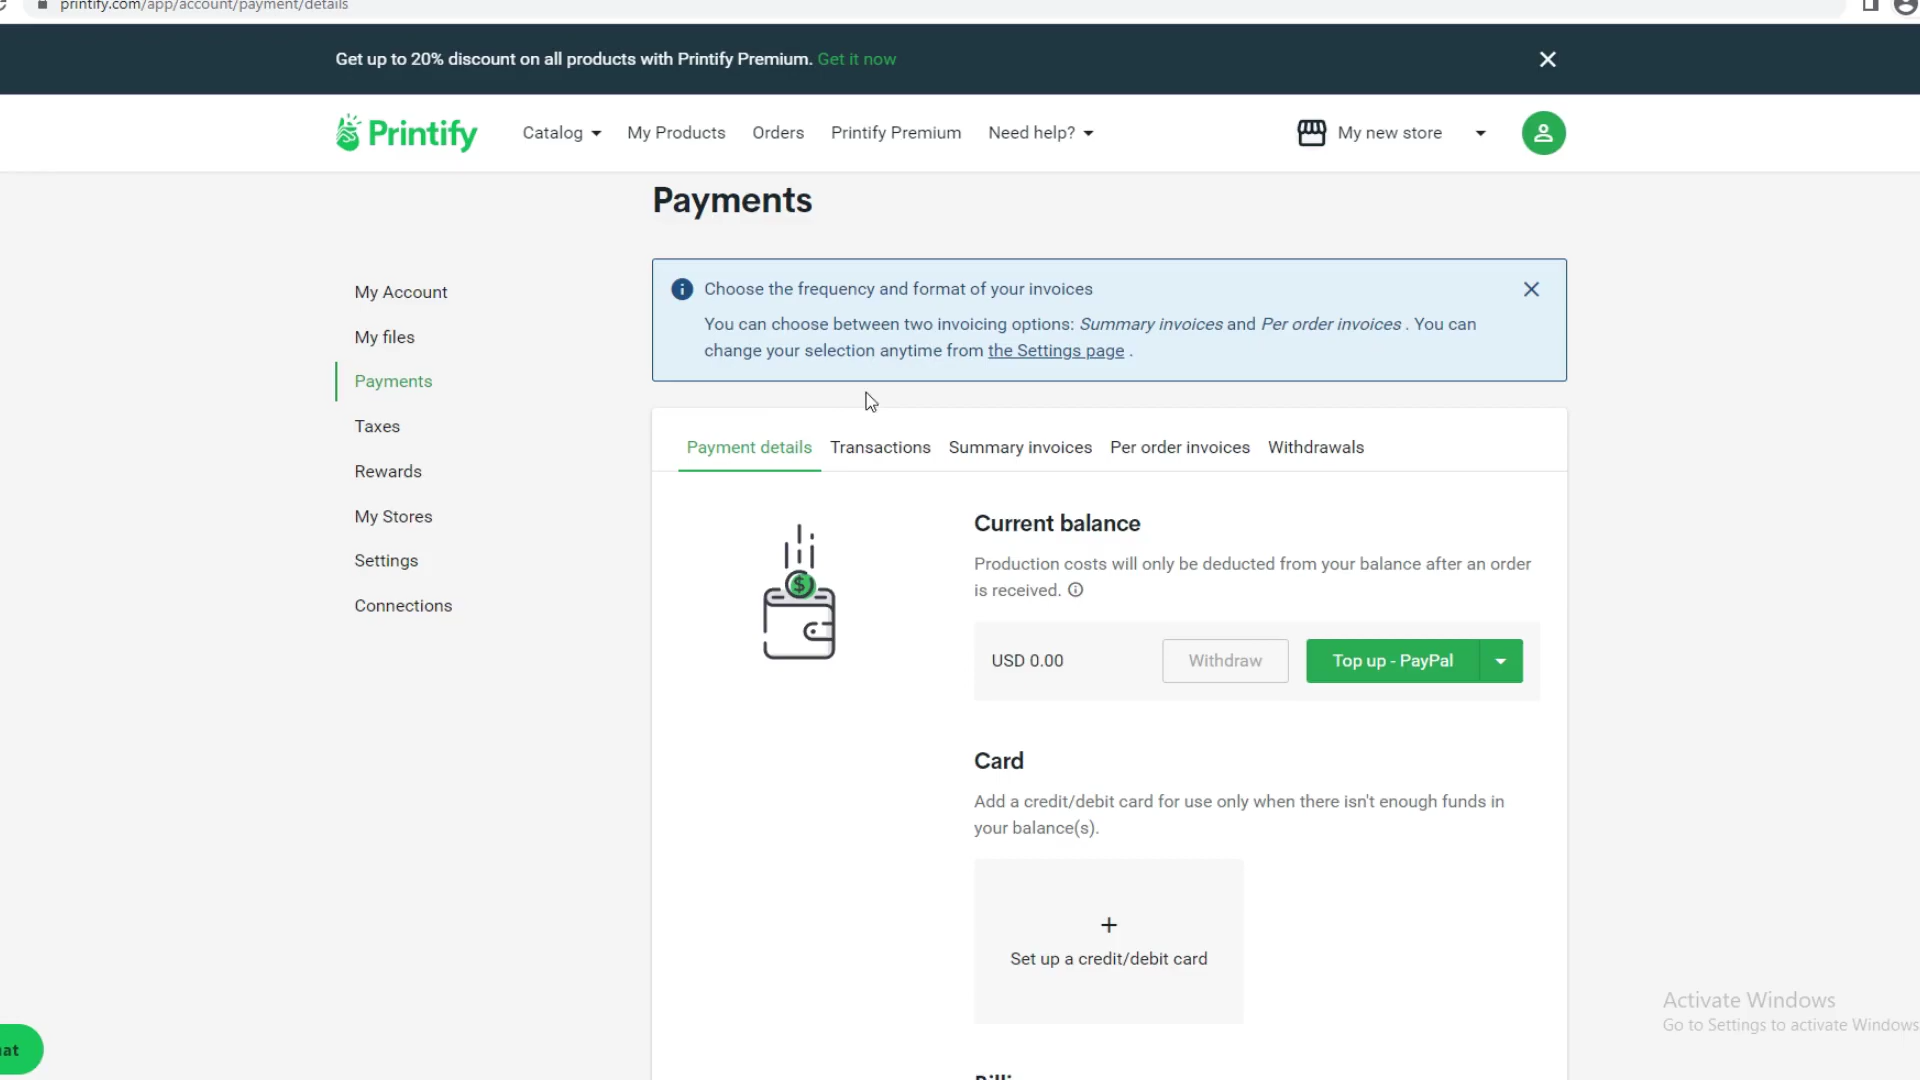 printify.com/app/account/payment/details
Get up to 20% discount on all products with Printify Premium. Get it now
Printify
Catalog
My Products
Orders
Printify Premium
Need help?
My new store
Payments
My Account
My files
Payments
Taxes
Rewards
My Stores
Settings
Connections
Choose the frequency and format of your invoices
You can choose between two invoicing options: Summary invoices and Per order invoices . You can
change your selection anytime from the Settings page .
Payment details
Transactions
Summary invoices
Per order invoices
Withdrawals
Current balance
Production costs will only be deducted from your balance after an order
is received.
USD 0.00
Withdraw
Top up - PayPal
Card
Add a credit/debit card for use only when there isn't enough funds in
your balance(s).
+
Set up a credit/debit card
Activate Windows
Go to Settings to activate Windows